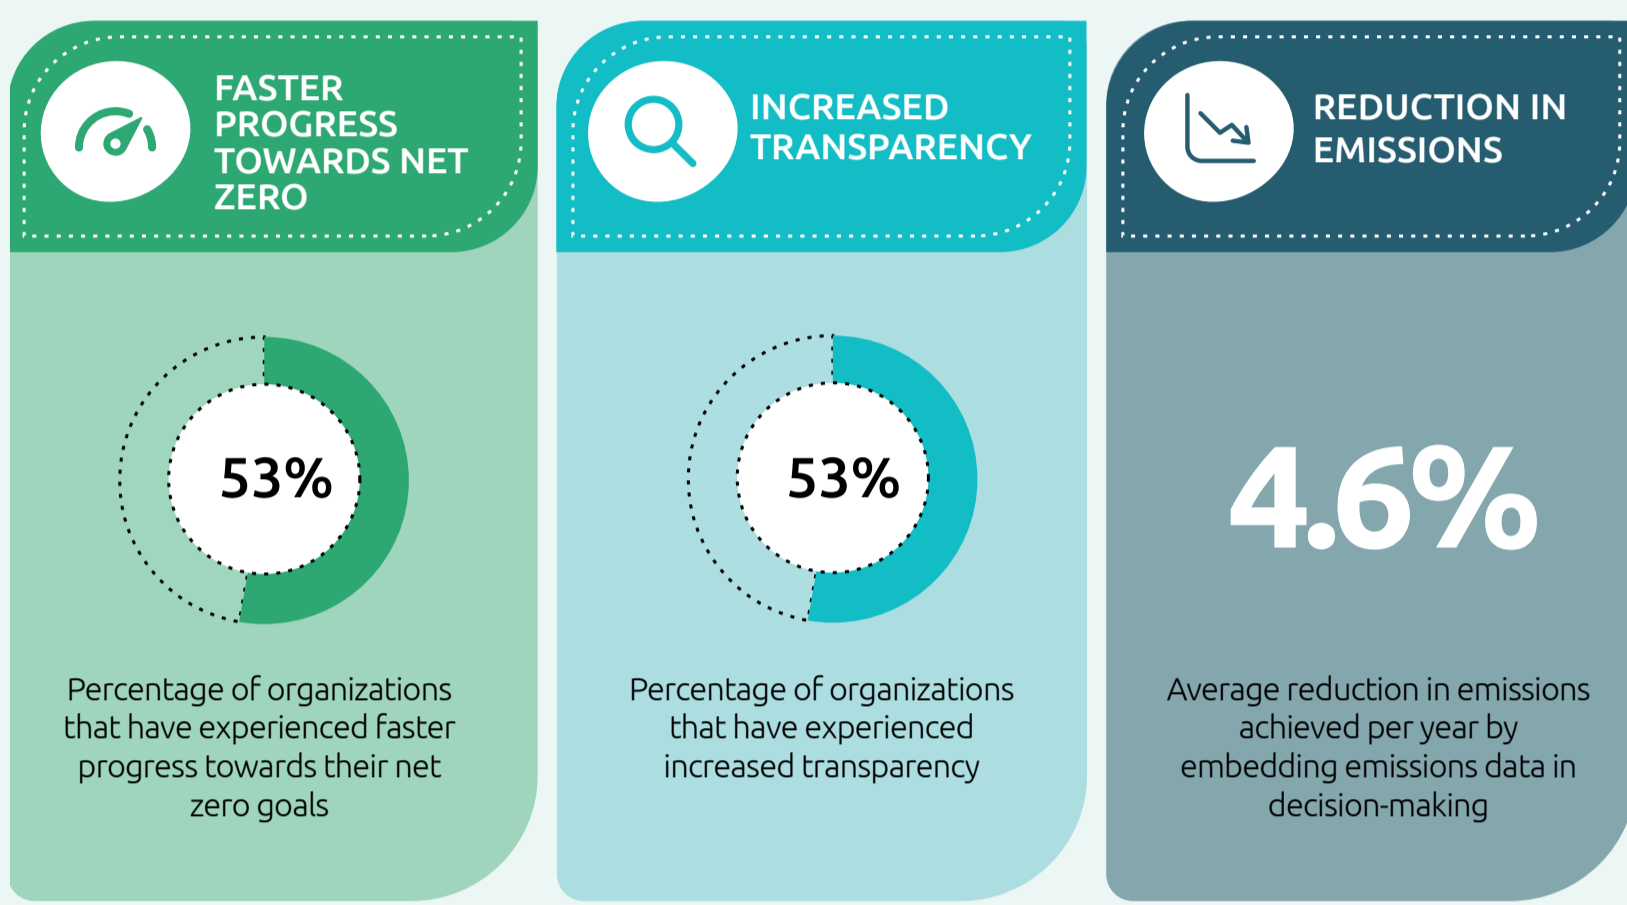 FASTER
PROGRESS
TOWARDS NET
ZERO
53%
Percentage of organizations
that have experienced faster
progress towards their net
zero goals
INCREASED
TRANSPARENCY
53%
Percentage of organizations
that have experienced
increased transparency
REDUCTION IN
EMISSIONS
4.6%
Average reduction in emissions
achieved per year by
embedding emissions data in
decision-making